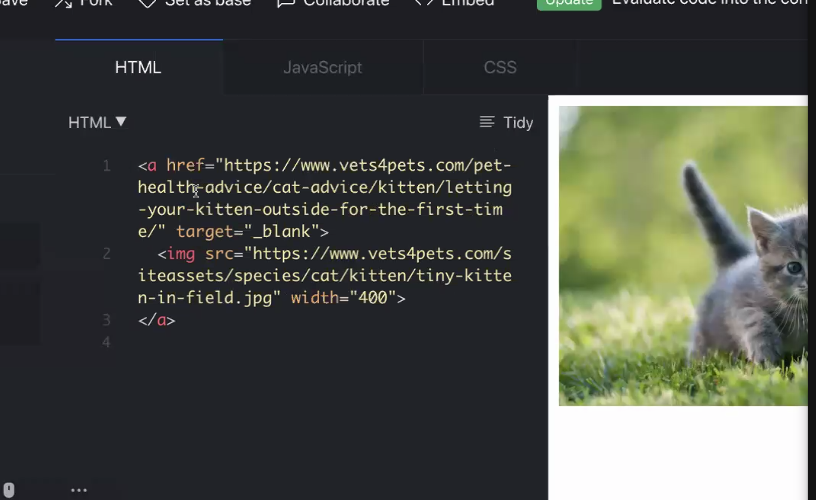 ave Fork Set as base Collaborate Embed Update Evaluate code into the con
HTML JavaScript CSS
HTML ▼ Tidy
1 <a href="https://www.vets4pets.com/pet-
health-advice/cat-advice/kitten/letting
-your-kitten-outside-for-the-first-tim
e/" target="_blank">
2 <img src="https://www.vets4pets.com/s
iteassets/species/cat/kitten/tiny-kitte
n-in-field.jpg" width="400">
3 </a>
4